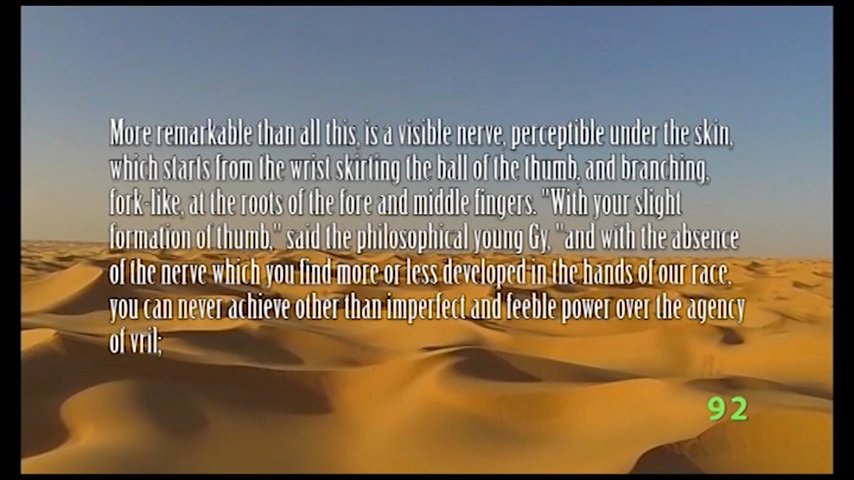 More remarkable than all this, is a visible nerve, perceptible under the skin,
which starts from the wrist skirting the ball of the thumb, and branching,
fork-like, at the roots of the fore and middle fingers. "With your slight
formation of thumb," said the philosophical young Gy, "and with the absence
of the nerve which you find more or less developed in the hands of our race,
you can never achieve other than imperfect and feeble power over the agency
of vril;
92